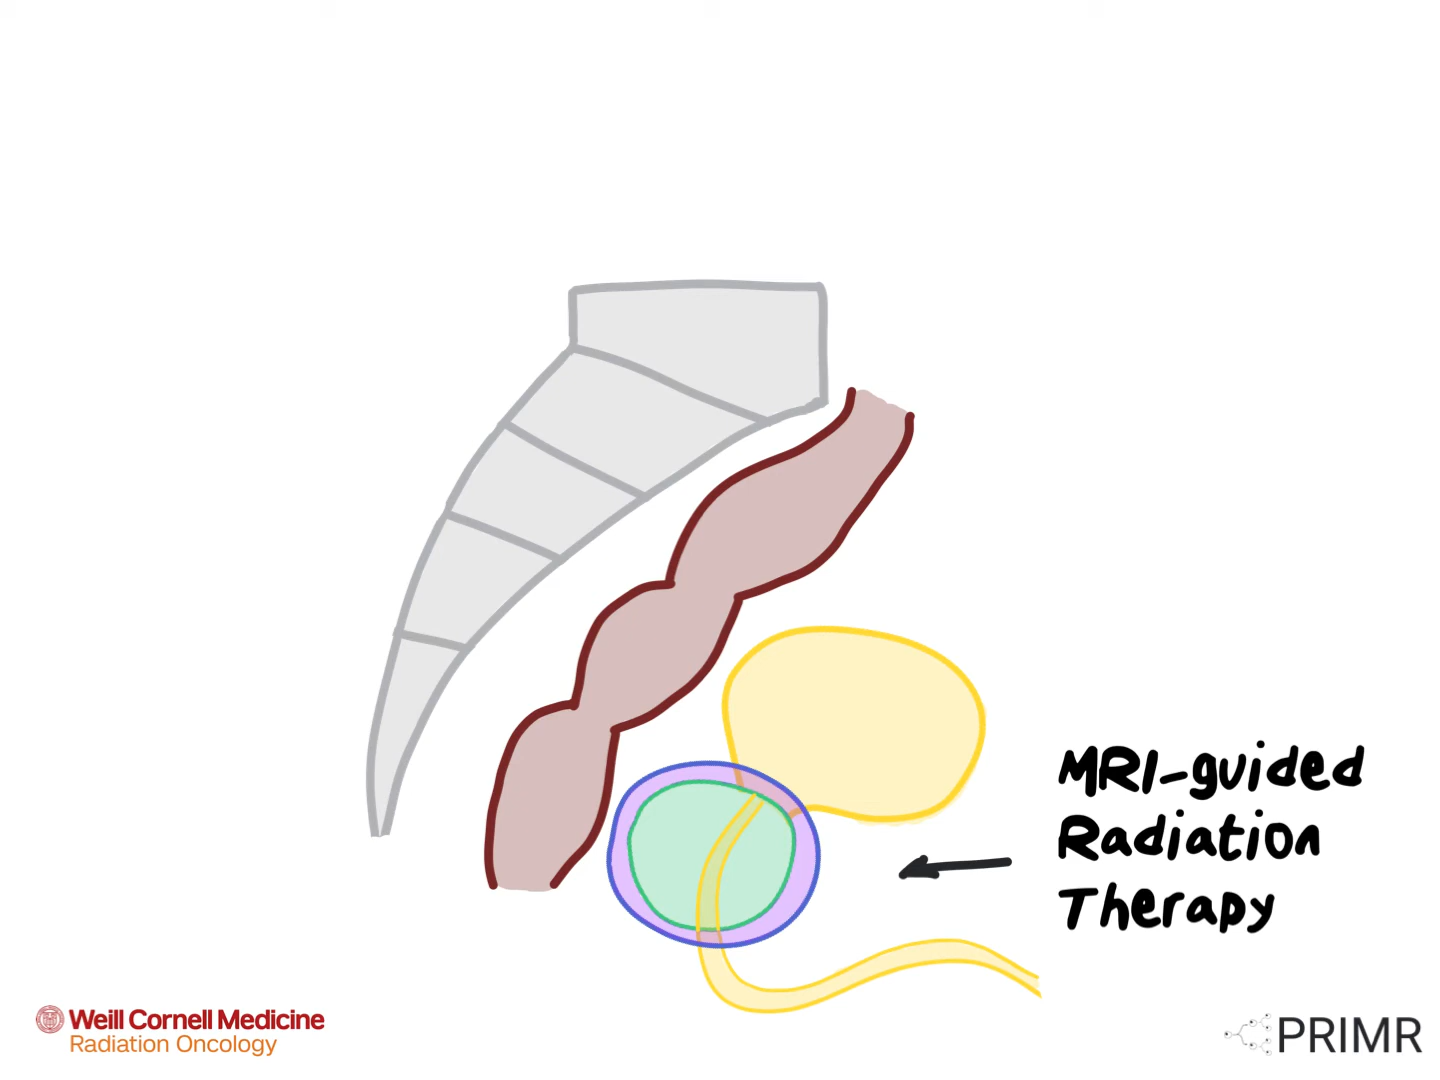 MRI-guided
Radiation
Therapy
Weill Cornell Medicine
Radiation Oncology
PRIMR